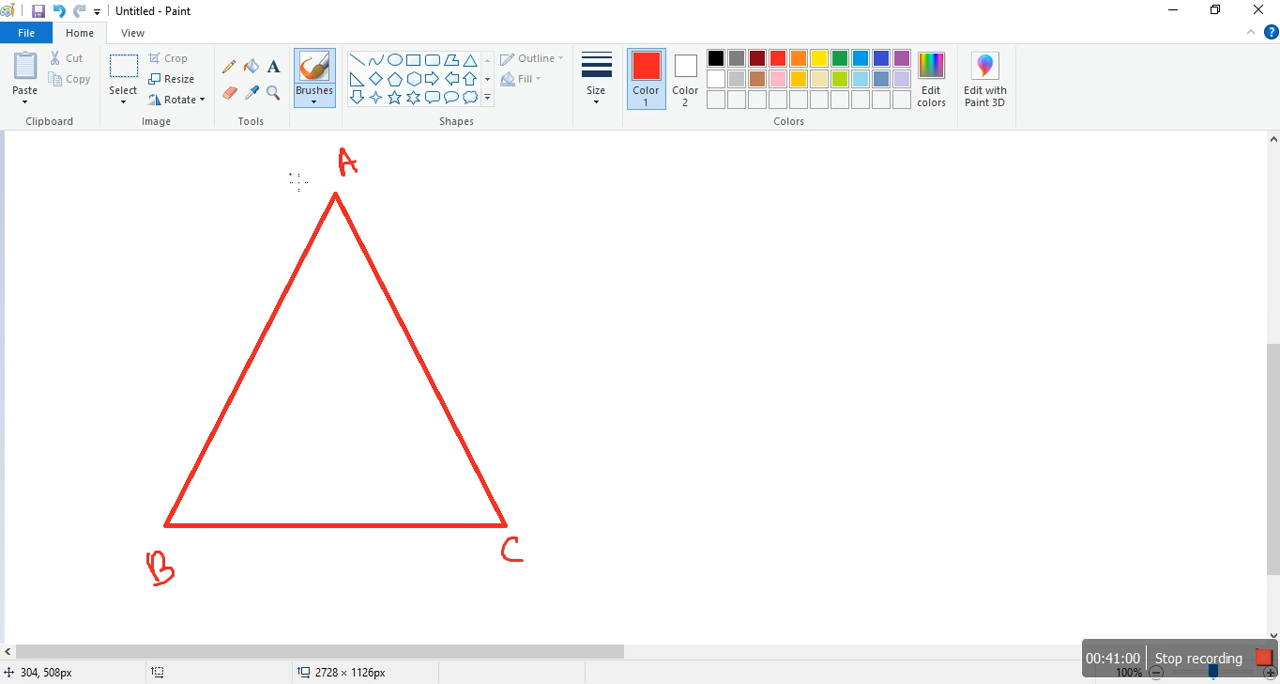 Untitled - Paint
File Home View
Paste
Cut
Copy
Clipboard
Select
Crop
Resize
Rotate
Image
A
Tools
Brushes
Shapes
Outline
Fill
Size
Color 1
Color 2
Edit colors
Colors
Edit with Paint 3D
?
A
B
C
304, 508px
2728 × 1126px
00:41:00 Stop recording
100%